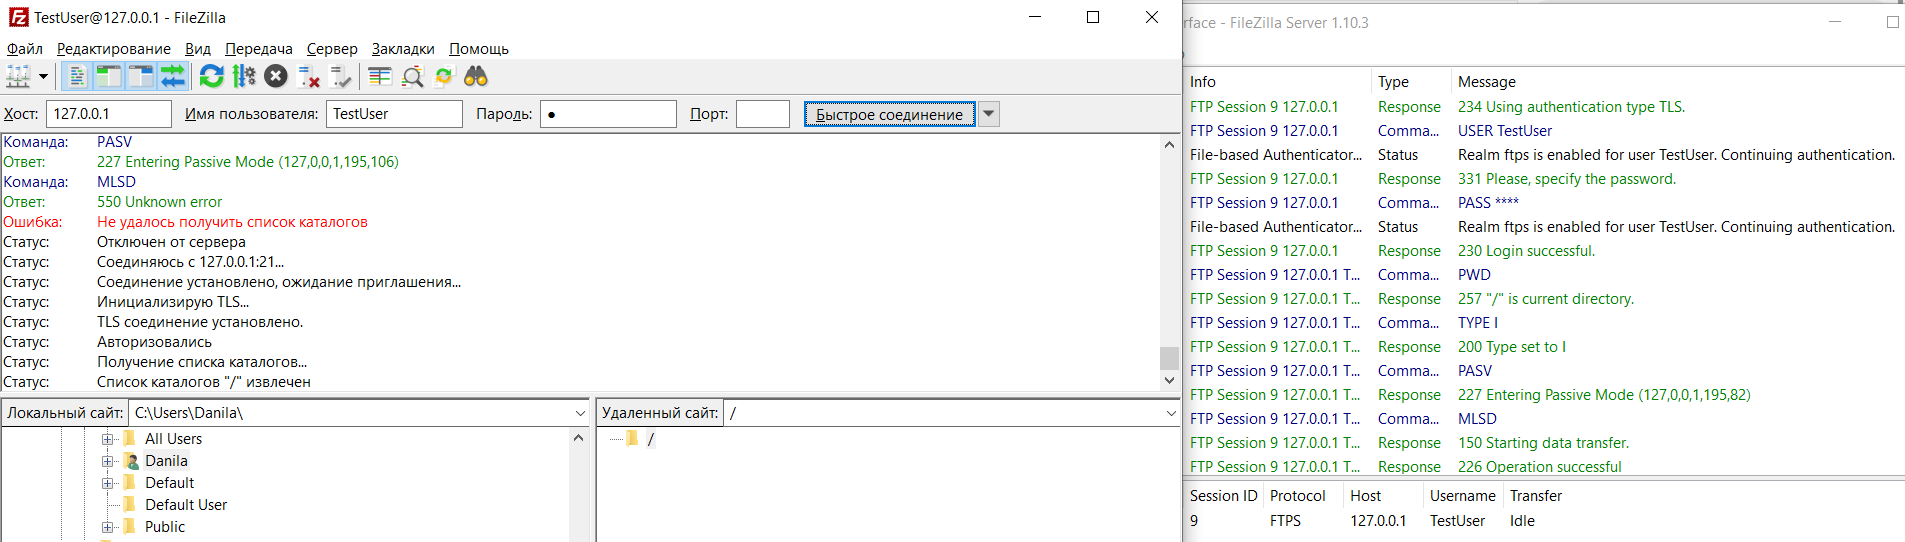 TestUser@127.0.0.1 - FileZilla
Файл Редактирование Вид Передача Сервер Закладки Помощь
Хост: 127.0.0.1 Имя пользователя: TestUser Пароль: ● Порт: Быстрое соединение
Команда: PASV
Ответ: 227 Entering Passive Mode (127,0,0,1,195,106)
Команда: MLSD
Ответ: 550 Unknown error
Ошибка: Не удалось получить список каталогов
Статус: Отключен от сервера
Статус: Соединяюсь с 127.0.0.1:21...
Статус: Соединение установлено, ожидание приглашения...
Статус: Инициализирую TLS...
Статус: TLS соединение установлено.
Статус: Авторизовались
Статус: Получение списка каталогов...
Статус: Список каталогов "/" извлечен
Локальный сайт: C:\Users\Danila\
All Users
Danila
Default
Default User
Public
Удаленный сайт: /
/
rface - FileZilla Server 1.10.3
Info Type Message
FTP Session 9 127.0.0.1 Response 234 Using authentication type TLS.
FTP Session 9 127.0.0.1 Comma... USER TestUser
File-based Authenticator... Status Realm ftps is enabled for user TestUser. Continuing authentication.
FTP Session 9 127.0.0.1 Response 331 Please, specify the password.
FTP Session 9 127.0.0.1 Comma... PASS ****
File-based Authenticator... Status Realm ftps is enabled for user TestUser. Continuing authentication.
FTP Session 9 127.0.0.1 Response 230 Login successful.
FTP Session 9 127.0.0.1 T... Comma... PWD
FTP Session 9 127.0.0.1 T... Response 257 "/" is current directory.
FTP Session 9 127.0.0.1 T... Comma... TYPE I
FTP Session 9 127.0.0.1 T... Response 200 Type set to I
FTP Session 9 127.0.0.1 T... Comma... PASV
FTP Session 9 127.0.0.1 T... Response 227 Entering Passive Mode (127,0,0,1,195,82)
FTP Session 9 127.0.0.1 T... Comma... MLSD
FTP Session 9 127.0.0.1 T... Response 150 Starting data transfer.
FTP Session 9 127.0.0.1 T... Response 226 Operation successful
Session ID Protocol Host Username Transfer
9 FTPS 127.0.0.1 TestUser Idle